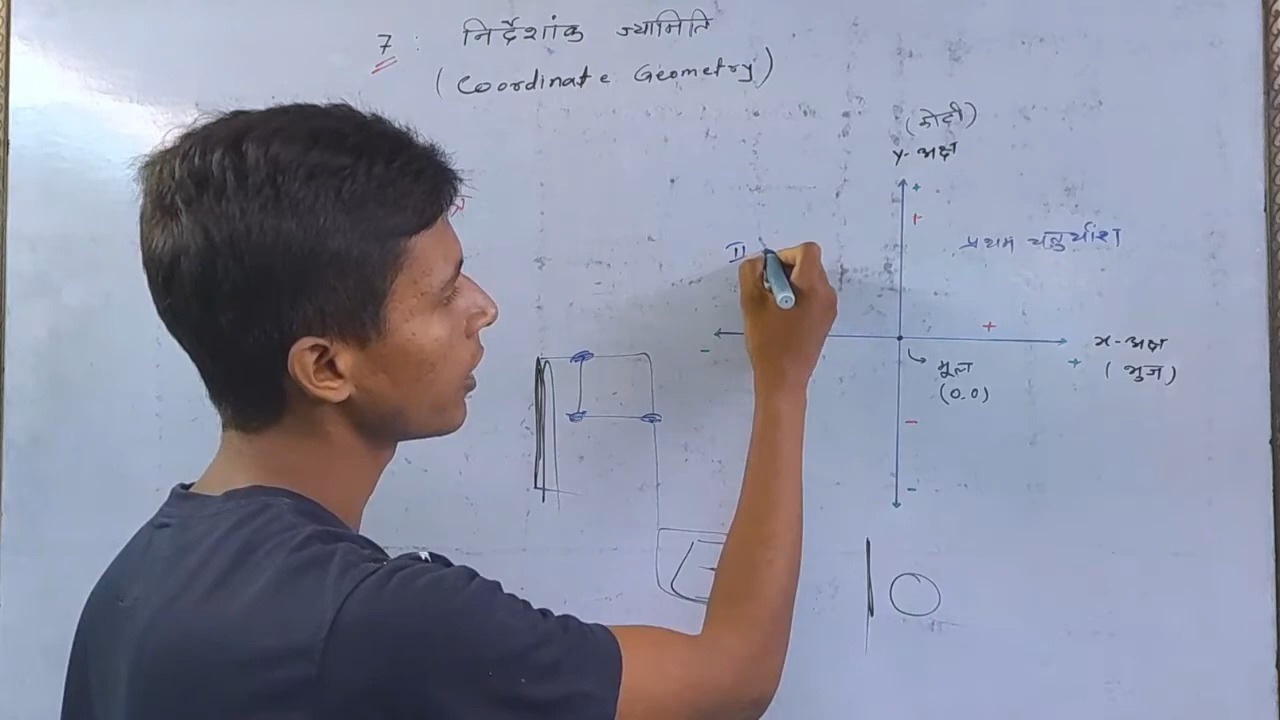 7 : निर्देशांक ज्यामिति
(Coordinate Geometry)
(कोटी)
y-अक्ष
+
+
प्रथम चतुर्थांश
II
+
-
x-अक्ष
+
(भुज)
मूल
(0.0)
-
-